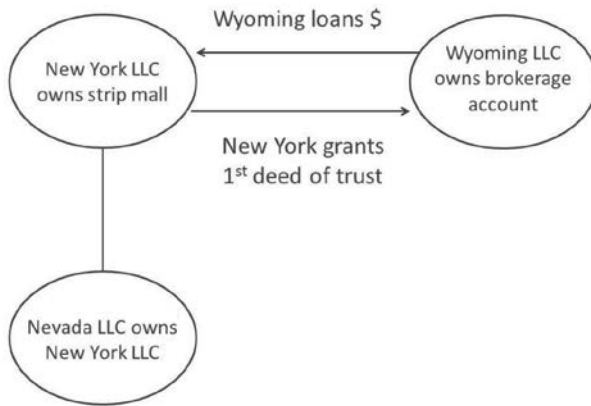 Wyoming loans $
New York LLC
owns strip mall
Wyoming LLC
owns brokerage
account
New York grants
1st deed of trust
Nevada LLC owns
New York LLC